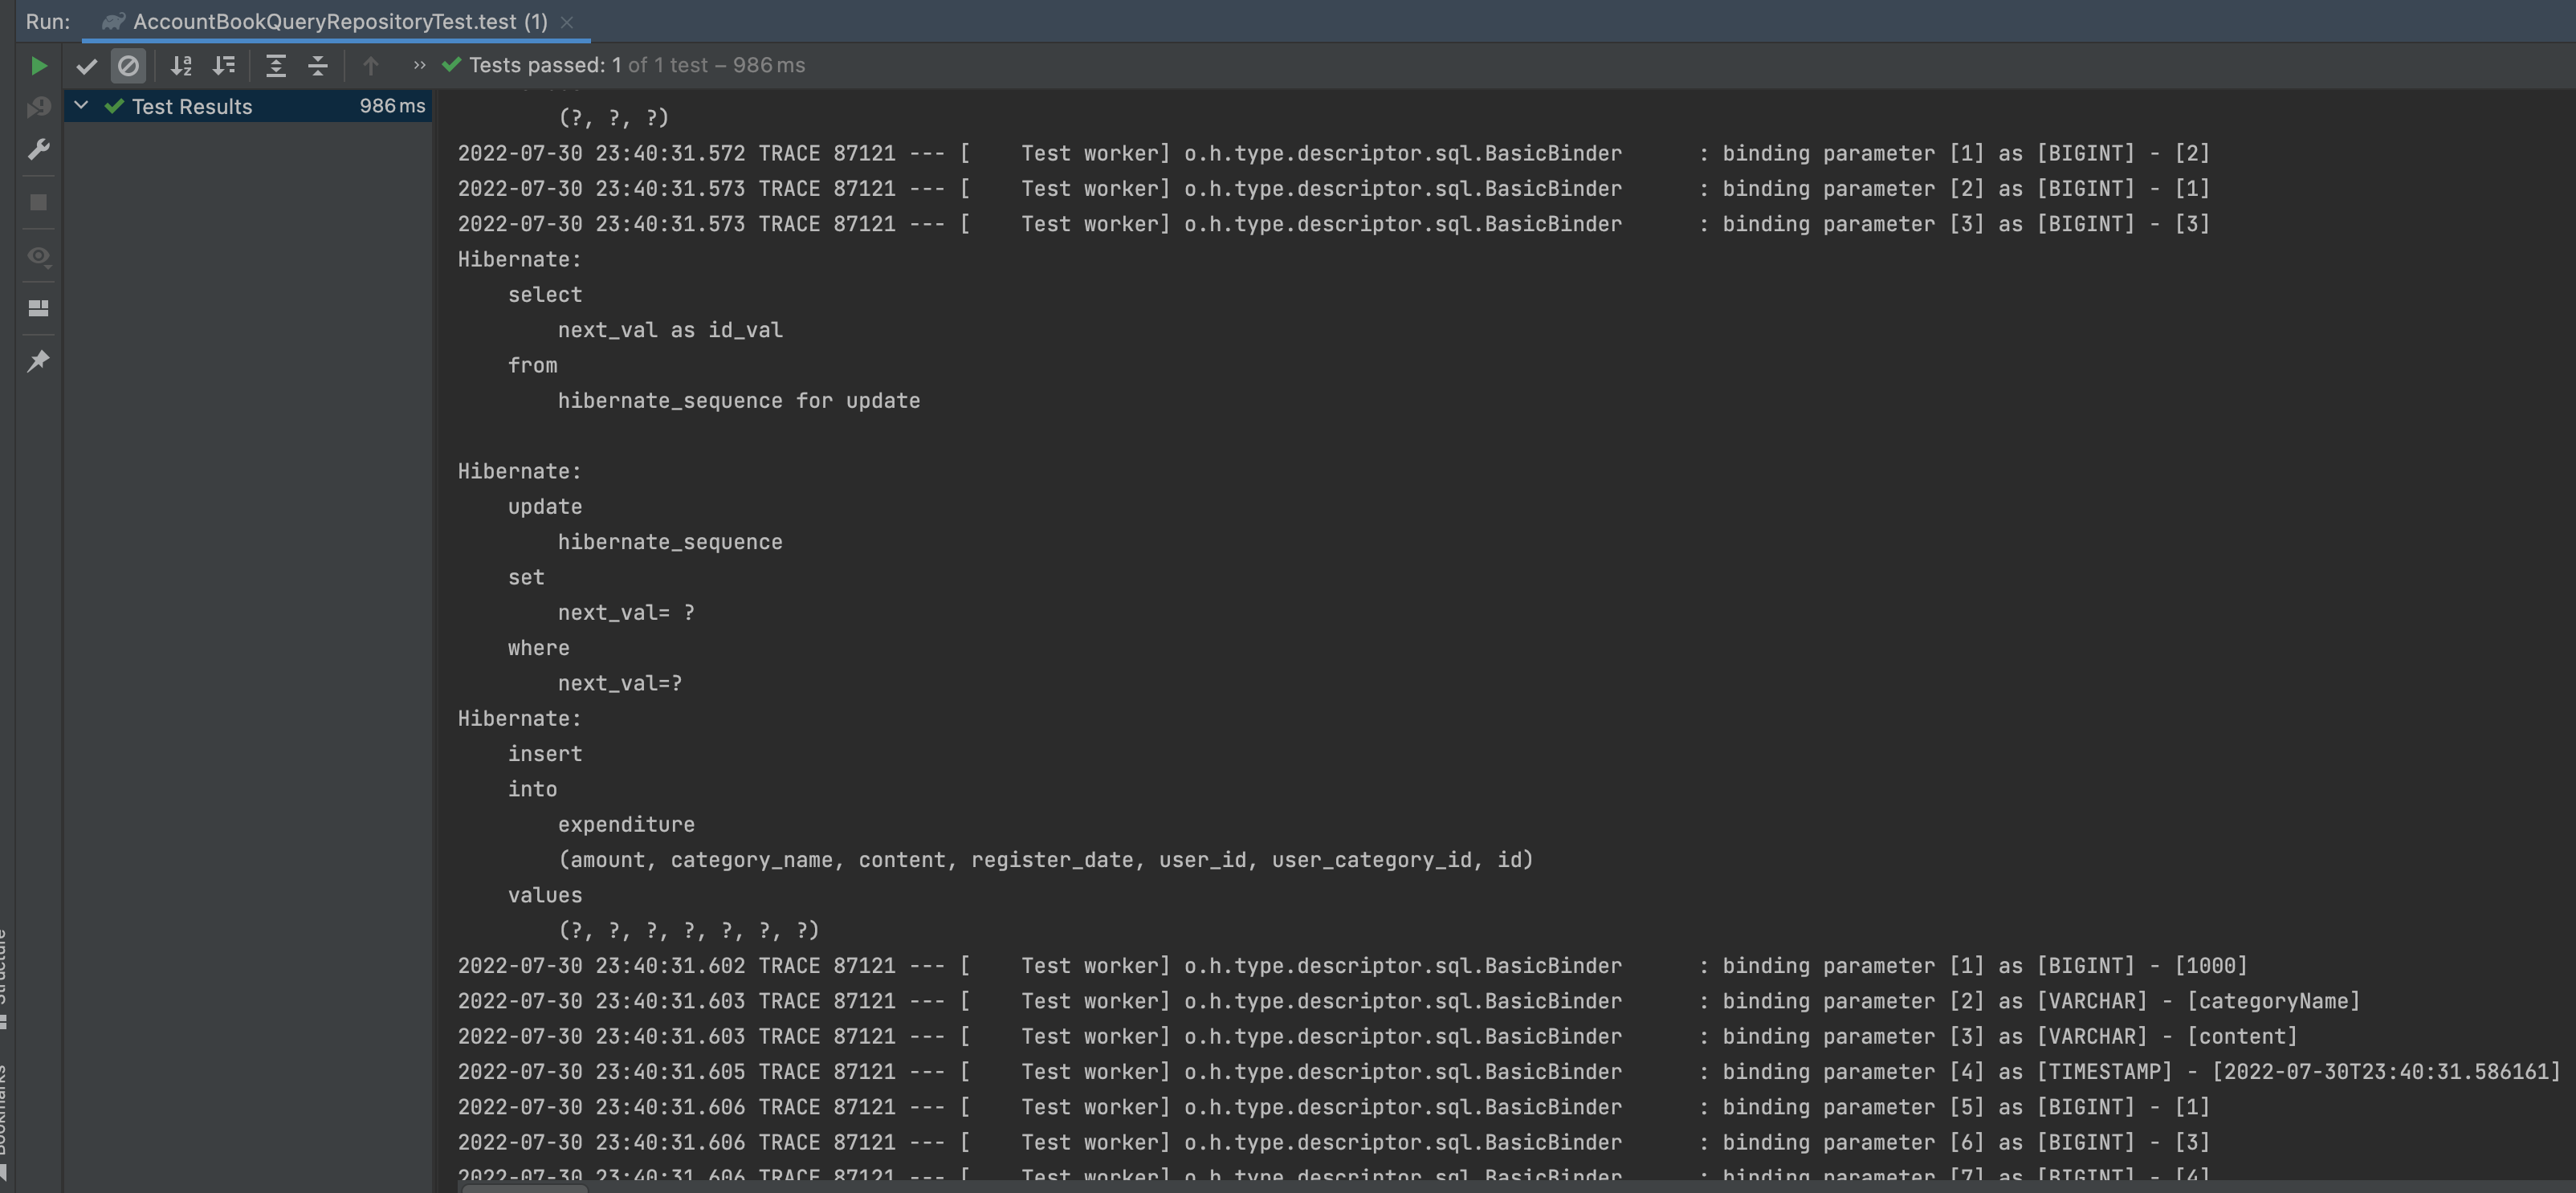 Run: AccountBookQueryRepositoryTest.test (1)
Tests passed: 1 of 1 test – 986 ms
Test Results 986 ms
(?, ?, ?)
2022-07-30 23:40:31.572 TRACE 87121 --- [    Test worker] o.h.type.descriptor.sql.BasicBinder      : binding parameter [1] as [BIGINT] - [2]
2022-07-30 23:40:31.573 TRACE 87121 --- [    Test worker] o.h.type.descriptor.sql.BasicBinder      : binding parameter [2] as [BIGINT] - [1]
2022-07-30 23:40:31.573 TRACE 87121 --- [    Test worker] o.h.type.descriptor.sql.BasicBinder      : binding parameter [3] as [BIGINT] - [3]
Hibernate:
select
next_val as id_val
from
hibernate_sequence for update
Hibernate:
update
hibernate_sequence
set
next_val= ?
where
next_val=?
Hibernate:
insert
into
expenditure
(amount, category_name, content, register_date, user_id, user_category_id, id)
values
(?, ?, ?, ?, ?, ?, ?)
2022-07-30 23:40:31.602 TRACE 87121 --- [    Test worker] o.h.type.descriptor.sql.BasicBinder      : binding parameter [1] as [BIGINT] - [1000]
2022-07-30 23:40:31.603 TRACE 87121 --- [    Test worker] o.h.type.descriptor.sql.BasicBinder      : binding parameter [2] as [VARCHAR] - [categoryName]
2022-07-30 23:40:31.603 TRACE 87121 --- [    Test worker] o.h.type.descriptor.sql.BasicBinder      : binding parameter [3] as [VARCHAR] - [content]
2022-07-30 23:40:31.605 TRACE 87121 --- [    Test worker] o.h.type.descriptor.sql.BasicBinder      : binding parameter [4] as [TIMESTAMP] - [2022-07-30T23:40:31.586161]
2022-07-30 23:40:31.606 TRACE 87121 --- [    Test worker] o.h.type.descriptor.sql.BasicBinder      : binding parameter [5] as [BIGINT] - [1]
2022-07-30 23:40:31.606 TRACE 87121 --- [    Test worker] o.h.type.descriptor.sql.BasicBinder      : binding parameter [6] as [BIGINT] - [3]
2022-07-30 23:40:31.606 TRACE 87121 --- [    Test worker] o.h.type.descriptor.sql.BasicBinder      : binding parameter [7] as [BIGINT] - [4]
Structure
Bookmarks